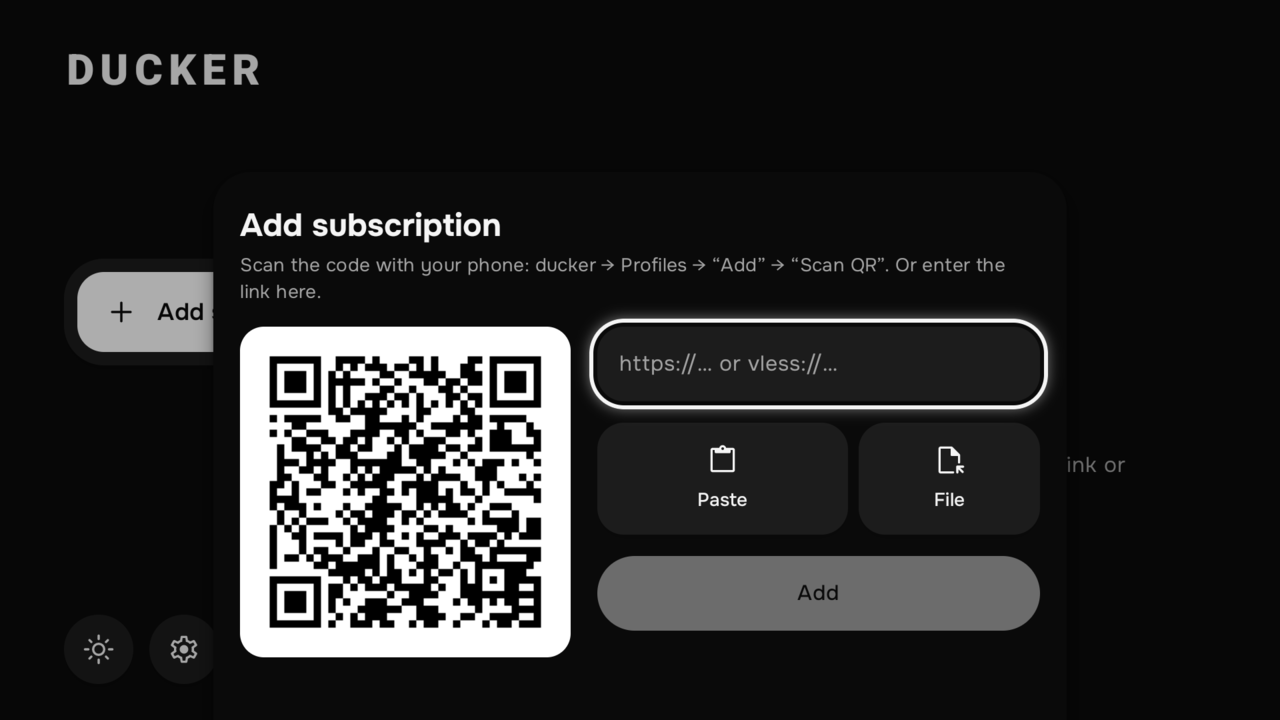 DUCKER
Add subscription
Scan the code with your phone: ducker → Profiles → “Add” → “Scan QR”. Or enter the
link here.
Add
https://... or vless://...
Paste
File
ink or
Add